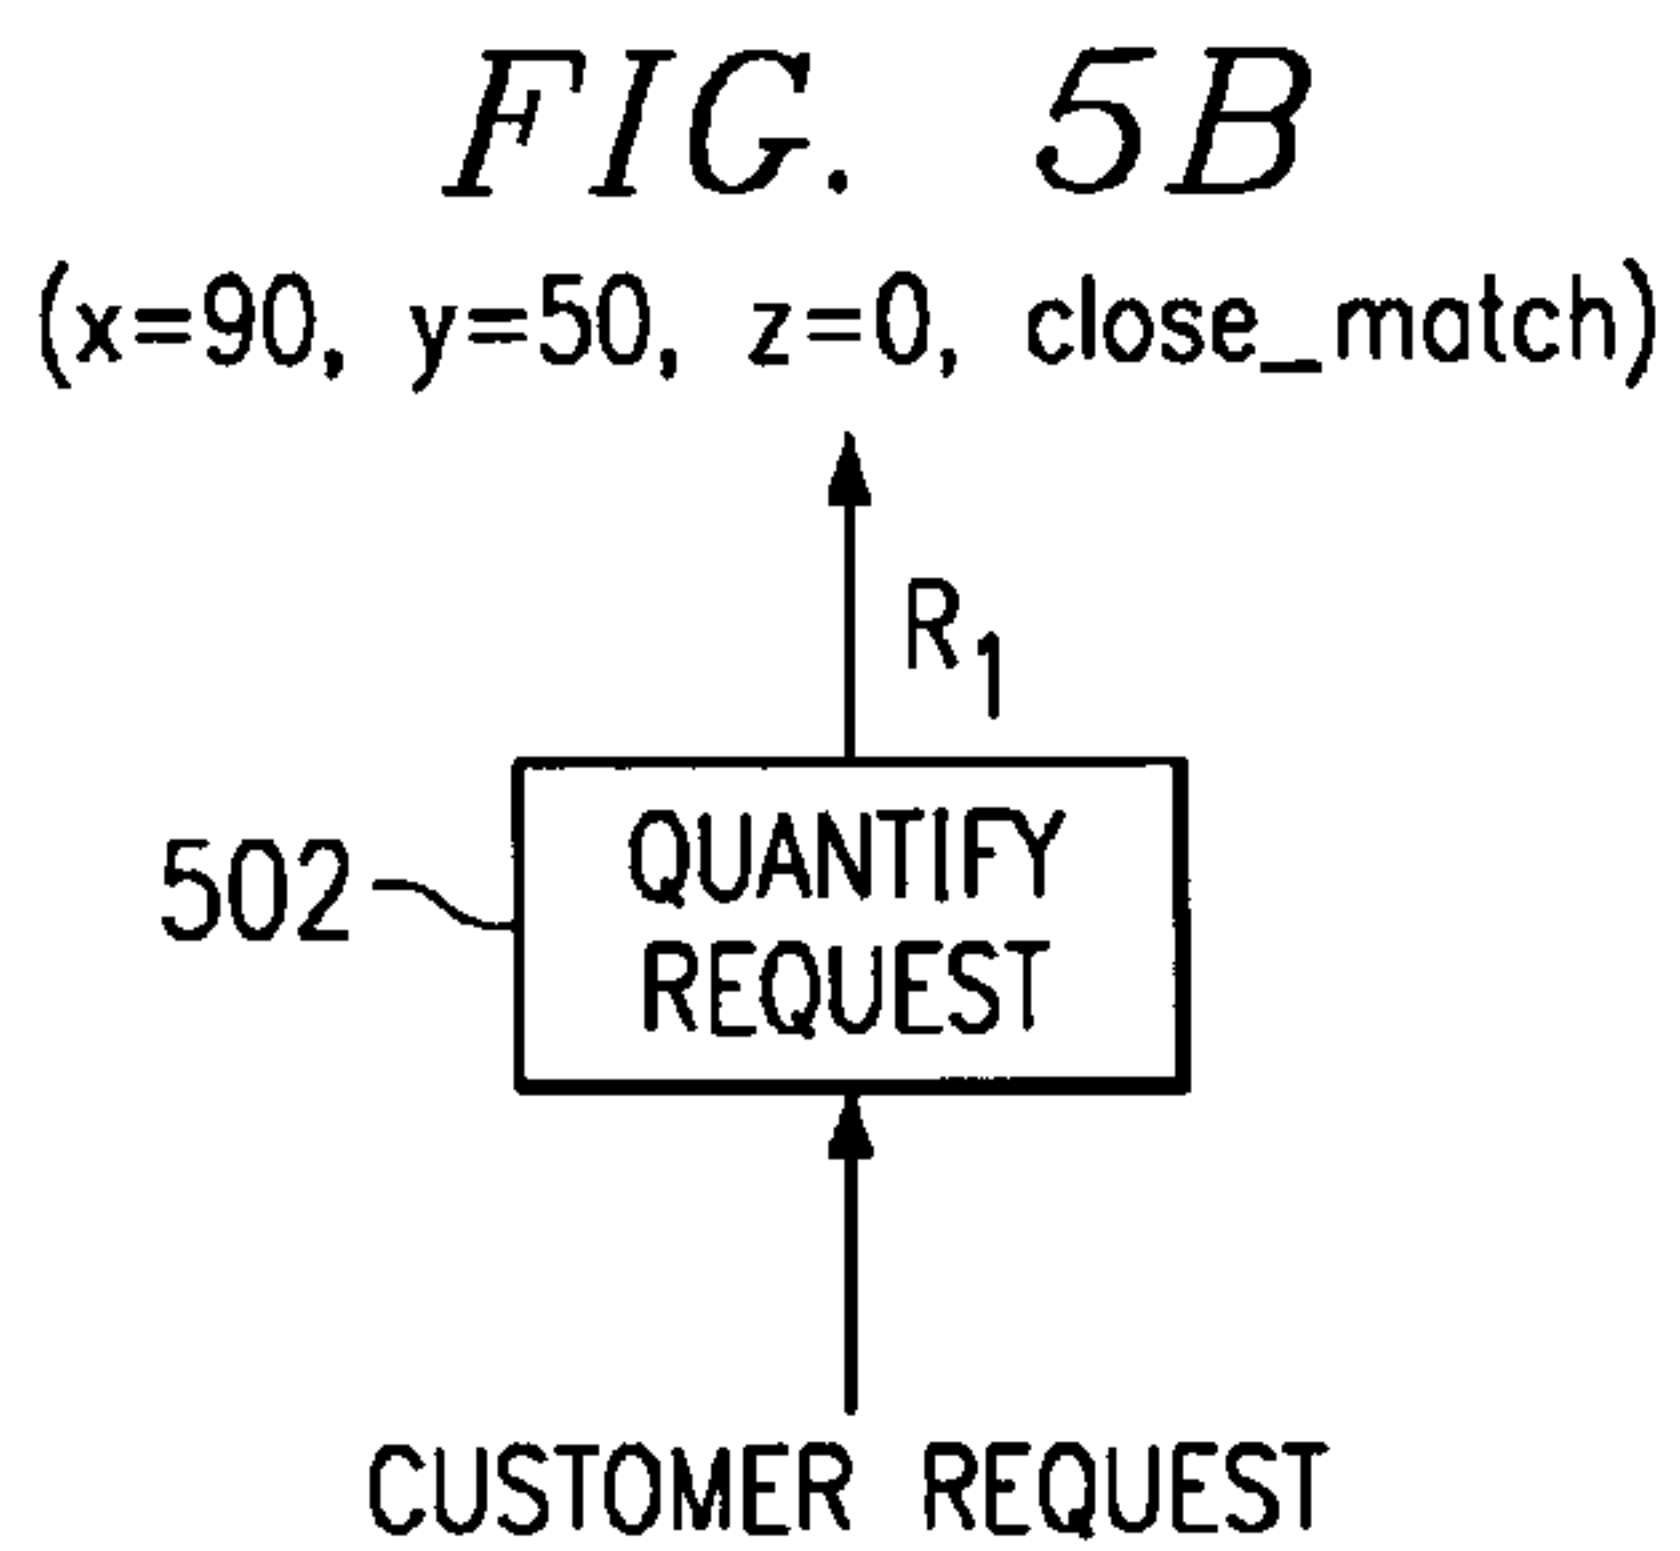 FIG. 5B
(x=90, y=50, z=0, close_match)
R1
502
QUANTIFY
REQUEST
CUSTOMER REQUEST